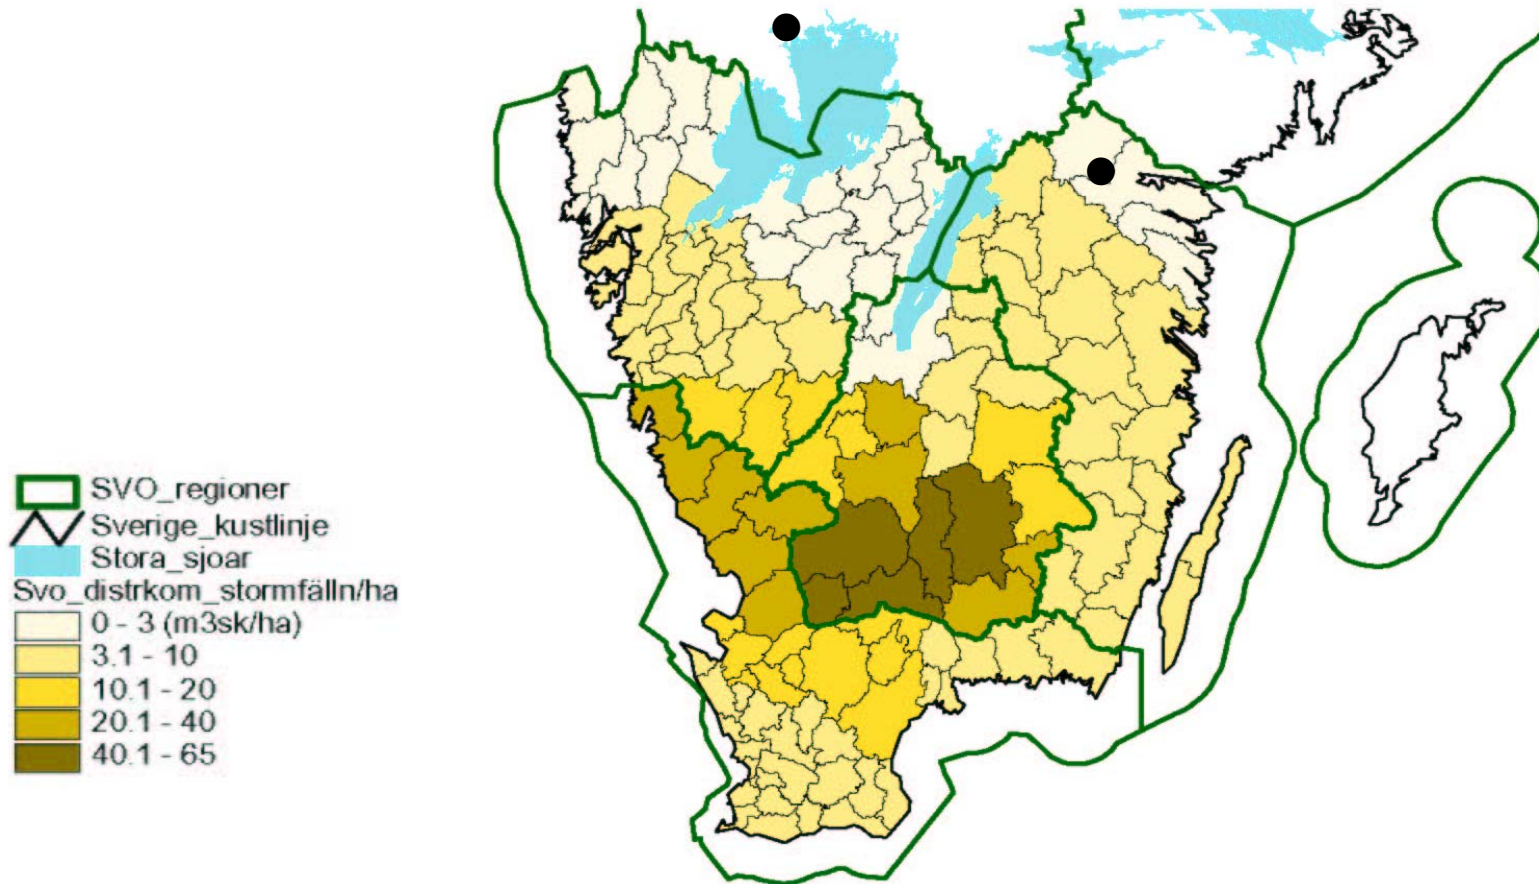 SVO_regioner
Sverige_kustlinje
Stora_sjoar
Svo_distrkom_stormfälln/ha
0 - 3 (m3sk/ha)
3.1 - 10
10.1 - 20
20.1 - 40
40.1 - 65